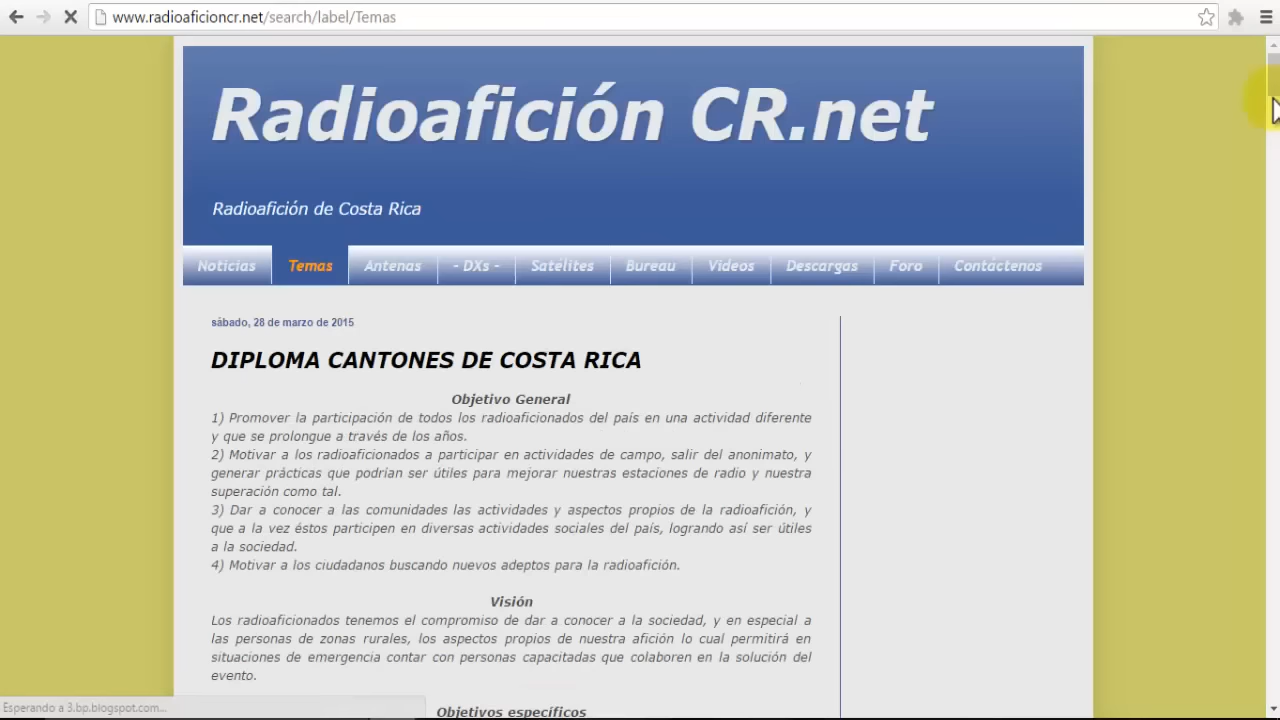 www.radioaficioncr.net/search/label/Temas
Radioafición CR.net
Radioafición de Costa Rica
Noticias Temas Antenas - DXs - Satélites Bureau Videos Descargas Foro Contáctenos
sábado, 28 de marzo de 2015
DIPLOMA CANTONES DE COSTA RICA
Objetivo General
1) Promover la participación de todos los radioaficionados del país en una actividad diferente
y que se prolongue a través de los años.
2) Motivar a los radioaficionados a participar en actividades de campo, salir del anonimato, y
generar prácticas que podrían ser útiles para mejorar nuestras estaciones de radio y nuestra
superación como tal.
3) Dar a conocer a las comunidades las actividades y aspectos propios de la radioafición, y
que a la vez éstos participen en diversas actividades sociales del país, logrando así ser útiles
a la sociedad.
4) Motivar a los ciudadanos buscando nuevos adeptos para la radioafición.
Visión
Los radioaficionados tenemos el compromiso de dar a conocer a la sociedad, y en especial a
las personas de zonas rurales, los aspectos propios de nuestra afición lo cual permitirá en
situaciones de emergencia contar con personas capacitadas que colaboren en la solución del
evento.
Objetivos específicos
Esperando a 3.bp.blogspot.com...